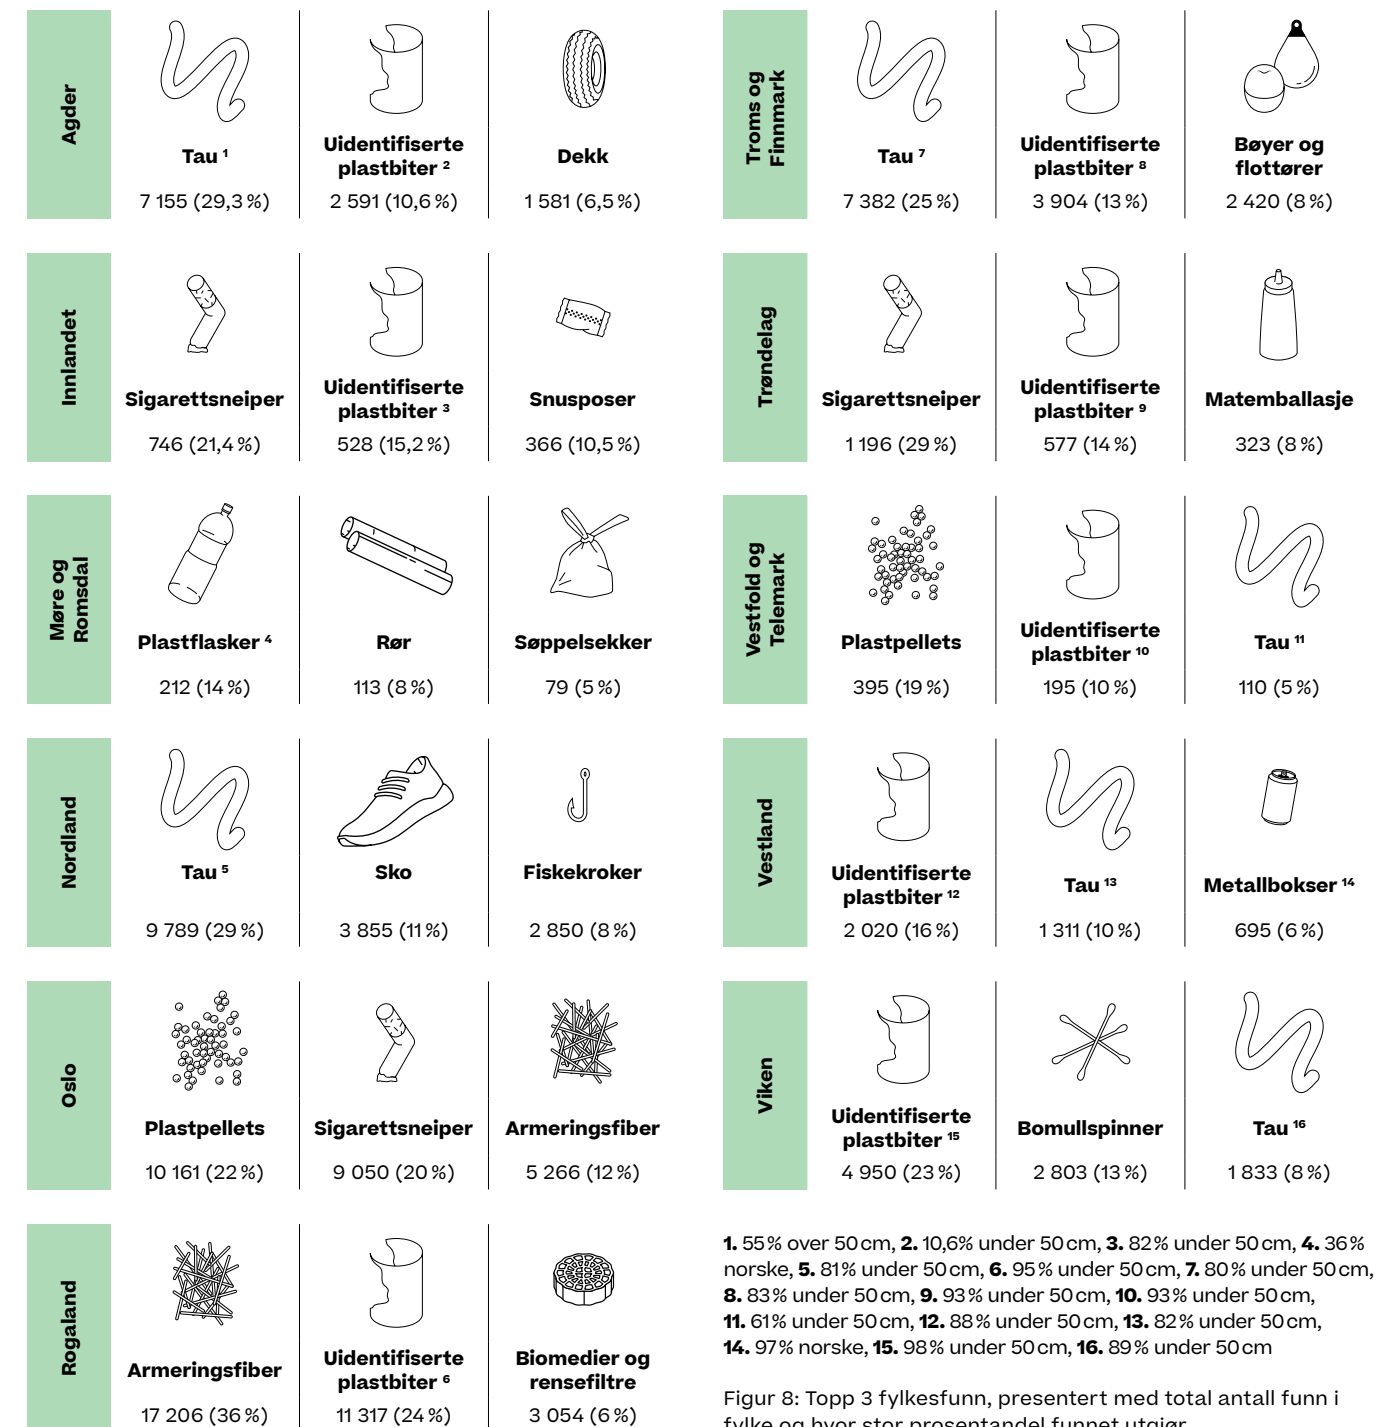 Agder
Tau ¹
7 155 (29,3 %)
Uidentifiserte
plastbiter ²
2 591 (10,6 %)
Dekk
1 581 (6,5 %)
Innlandet
Sigarettsneiper
746 (21,4 %)
Uidentifiserte
plastbiter ³
528 (15,2 %)
Snusposer
366 (10,5 %)
Møre og
Romsdal
Plastflasker ⁴
212 (14 %)
Rør
113 (8 %)
Søppelsekker
79 (5 %)
Nordland
Tau ⁵
9 789 (29 %)
Sko
3 855 (11 %)
Fiskekroker
2 850 (8 %)
Oslo
Plastpellets
10 161 (22 %)
Sigarettsneiper
9 050 (20 %)
Armeringsfiber
5 266 (12 %)
Rogaland
Armeringsfiber
17 206 (36 %)
Uidentifiserte
plastbiter ⁶
11 317 (24 %)
Biomedier og
rensefiltre
3 054 (6 %)
Troms og
Finnmark
Tau ⁷
7 382 (25 %)
Uidentifiserte
plastbiter ⁸
3 904 (13 %)
Bøyer og
flottører
2 420 (8 %)
Trøndelag
Sigarettsneiper
1 196 (29 %)
Uidentifiserte
plastbiter ⁹
577 (14 %)
Matemballasje
323 (8 %)
Vestfold og
Telemark
Plastpellets
395 (19 %)
Uidentifiserte
plastbiter ¹⁰
195 (10 %)
Tau ¹¹
110 (5 %)
Vestland
Uidentifiserte
plastbiter ¹²
2 020 (16 %)
Tau ¹³
1 311 (10 %)
Metallbokser ¹⁴
695 (6 %)
Viken
Uidentifiserte
plastbiter ¹⁵
4 950 (23 %)
Bomullspinner
2 803 (13 %)
Tau ¹⁶
1 833 (8 %)
1. 55 % over 50 cm, 2. 10,6% under 50 cm, 3. 82 % under 50 cm, 4. 36 %
norske, 5. 81 % under 50 cm, 6. 95 % under 50 cm, 7. 80 % under 50 cm,
8. 83 % under 50 cm, 9. 93 % under 50 cm, 10. 93 % under 50 cm,
11. 61 % under 50 cm, 12. 88 % under 50 cm, 13. 82 % under 50 cm,
14. 97 % norske, 15. 98 % under 50 cm, 16. 89 % under 50 cm
Figur 8: Topp 3 fylkesfunn, presentert med total antall funn i
fylke og hvor stor prosentandel funnet utgjør